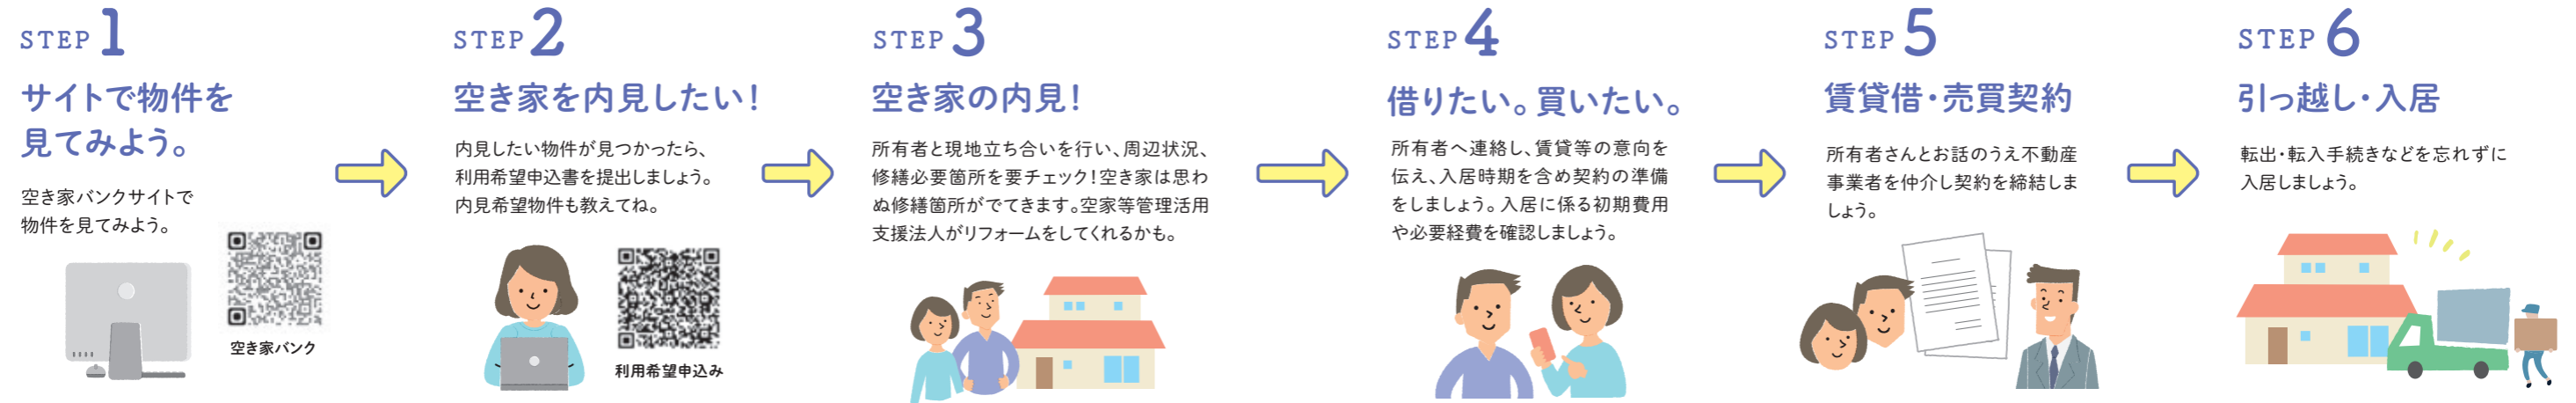 STEP 1
サイトで物件を
見てみよう。
空き家バンクサイトで
物件を見てみよう。
空き家バンク
STEP 2
空き家を内見したい！
内見したい物件が見つかったら、
利用希望申込書を提出しましょう。
内見希望物件も教えてね。
利用希望申込み
STEP 3
空き家の内見！
所有者と現地立ち合いを行い、周辺状況、
修繕必要箇所を要チェック！空き家は思わ
ぬ修繕箇所がでてきます。空家等管理活用
支援法人がリフォームをしてくれるかも。
STEP 4
借りたい。買いたい。
所有者へ連絡し、賃貸等の意向を
伝え、入居時期を含め契約の準備
をしましょう。入居に係る初期費用
や必要経費を確認しましょう。
STEP 5
賃貸借・売買契約
所有者さんとお話のうえ不動産
事業者を仲介し契約を締結しま
しょう。
STEP 6
引っ越し・入居
転出・転入手続きなどを忘れずに
入居しましょう。